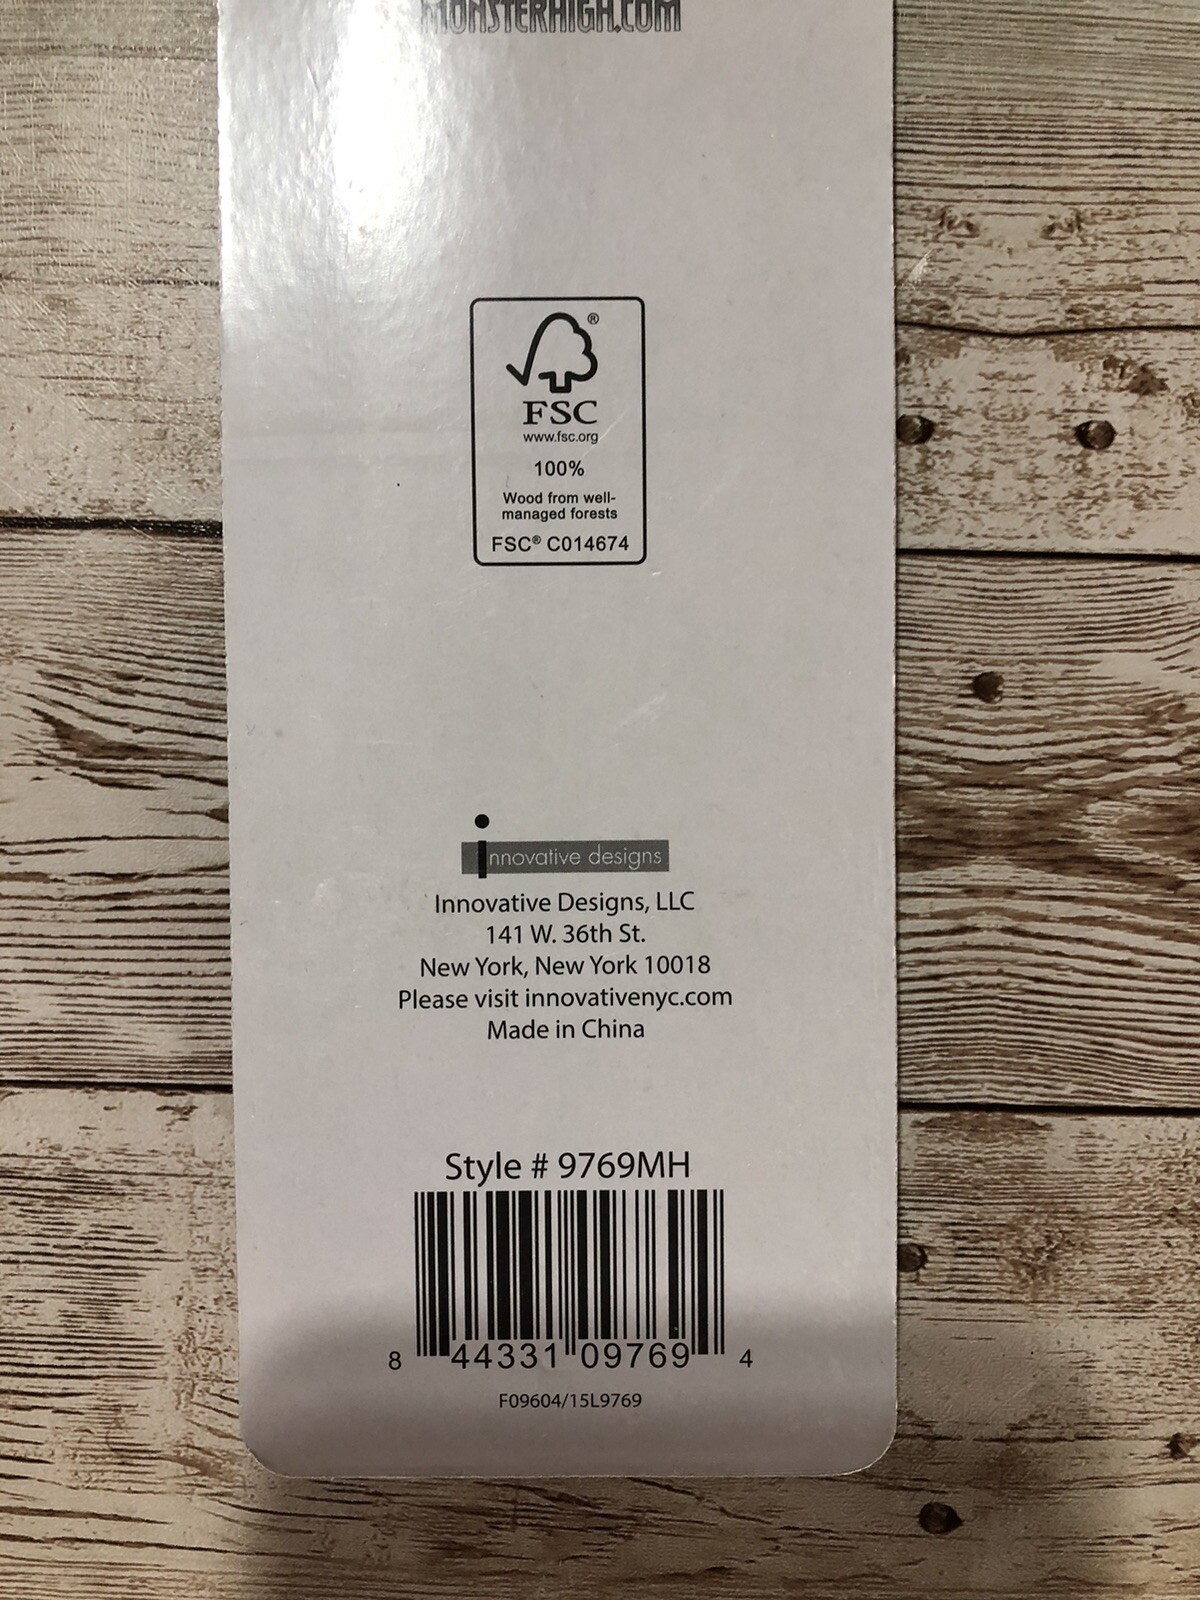 MONSTERHIGH.COM
®
FSC
www.fsc.org
100%
Wood from well-
managed forests
FSC® C014674
innovative designs
Innovative Designs, LLC
141 W. 36th St.
New York, New York 10018
Please visit innovativenyc.com
Made in China
Style # 9769MH
8 44331 09769 4
F09604/15L9769